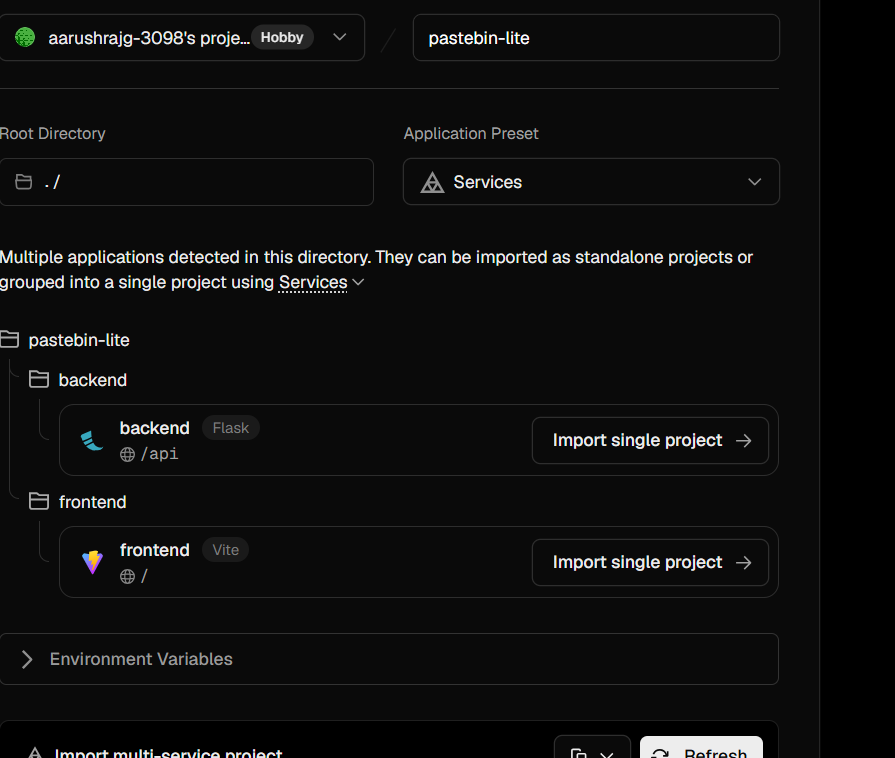 aarushrajg-3098's proje... Hobby
pastebin-lite
Root Directory
Application Preset
./
Services
Multiple applications detected in this directory. They can be imported as standalone projects or
grouped into a single project using Services
pastebin-lite
backend
backend Flask
/api
Import single project
frontend
frontend Vite
/
Import single project
Environment Variables
Import multi-service project
Refresh